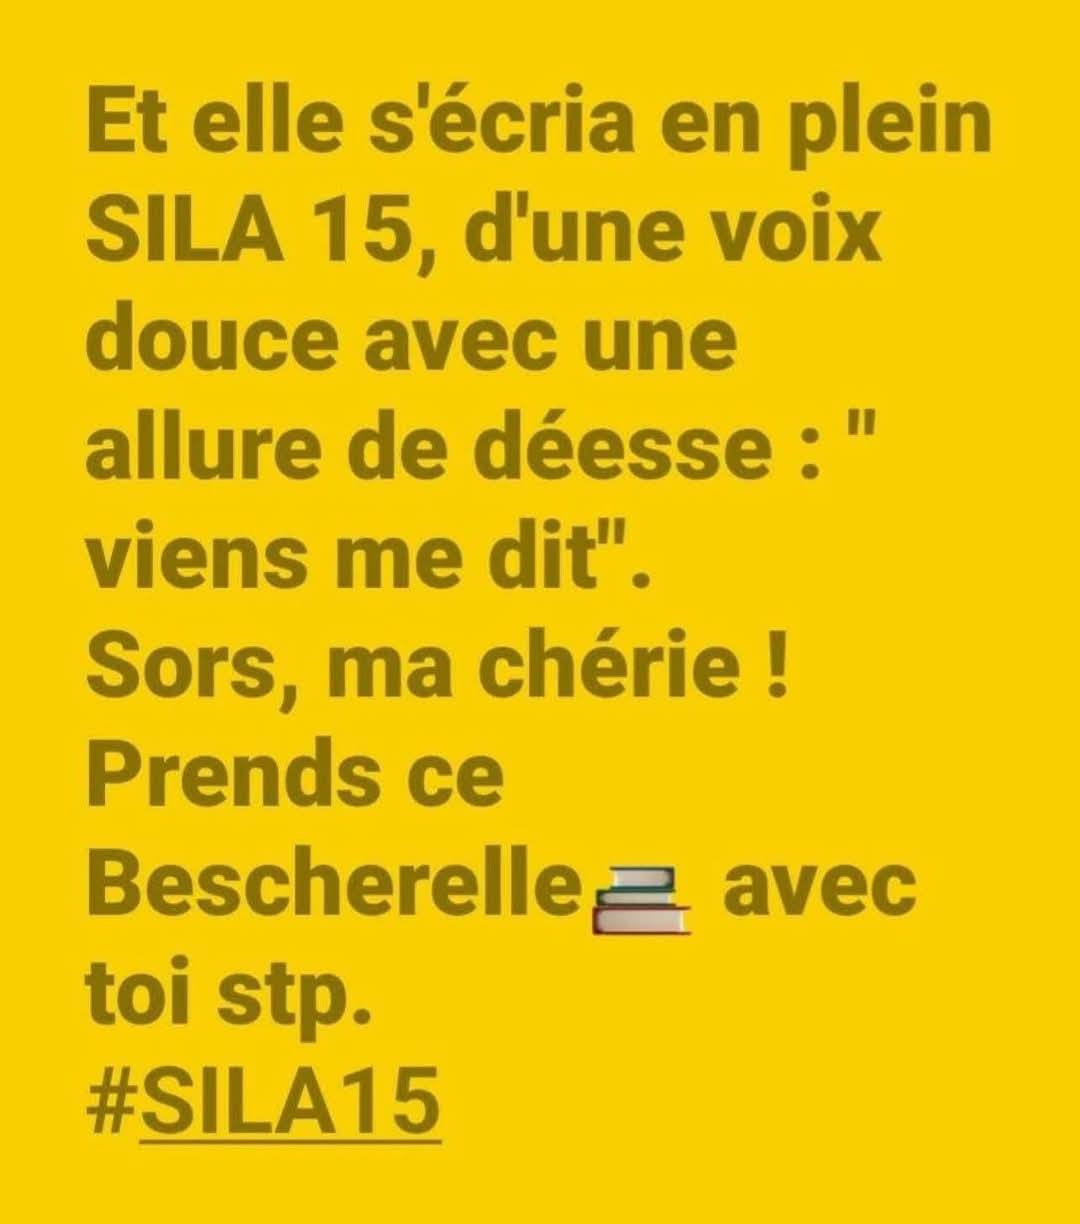 Et elle s'écria en plein
SILA 15, d'une voix
douce avec une
allure de déesse : "
viens me dit".
Sors, ma chérie !
Prends ce
Bescherelle📚 avec
toi stp.
#SILA15